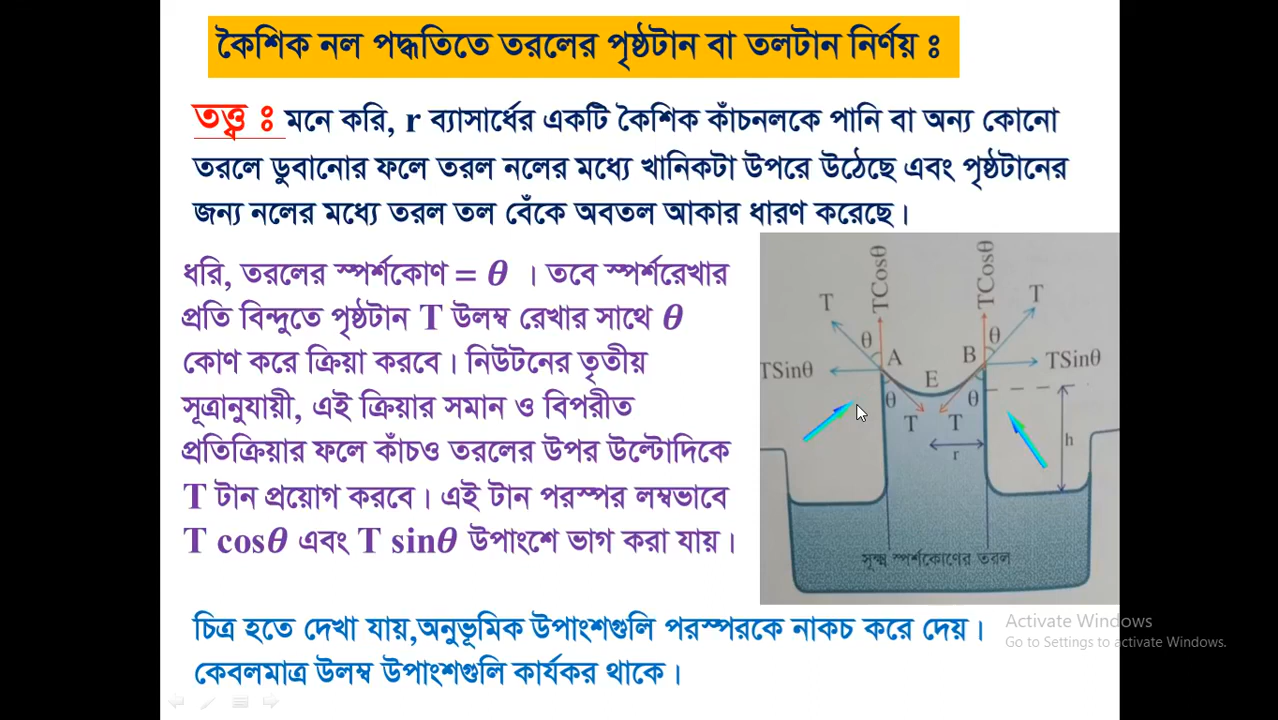 কৈশিক নল পদ্ধতিতে তরলের পৃষ্ঠটান বা তলটান নির্ণয় ঃ
তত্ত্ব ঃ মনে করি, r ব্যাসার্ধের একটি কৈশিক কাঁচনলকে পানি বা অন্য কোনো
তরলে ডুবানোর ফলে তরল নলের মধ্যে খানিকটা উপরে উঠেছে এবং পৃষ্ঠটানের
জন্য নলের মধ্যে তরল তল বেঁকে অবতল আকার ধারণ করেছে।
ধরি, তরলের স্পর্শকোণ = θ । তবে স্পর্শরেখার
প্রতি বিন্দুতে পৃষ্ঠটান T উলম্ব রেখার সাথে θ
কোণ করে ক্রিয়া করবে। নিউটনের তৃতীয়
সূত্রানুযায়ী, এই ক্রিয়ার সমান ও বিপরীত
প্রতিক্রিয়ার ফলে কাঁচও তরলের উপর উল্টোদিকে
T টান প্রয়োগ করবে। এই টান পরস্পর লম্বভাবে
T cosθ এবং T sinθ উপাংশে ভাগ করা যায়।
TCosθ
TCosθ
T
T
θ
θ
A
B
TSinθ
TSinθ
E
θ
θ
T
T
r
h
সূক্ষ্ম স্পর্শকোণের তরল
চিত্র হতে দেখা যায়,অনুভূমিক উপাংশগুলি পরস্পরকে নাকচ করে দেয়।
কেবলমাত্র উলম্ব উপাংশগুলি কার্যকর থাকে।
Activate Windows
Go to Settings to activate Windows.